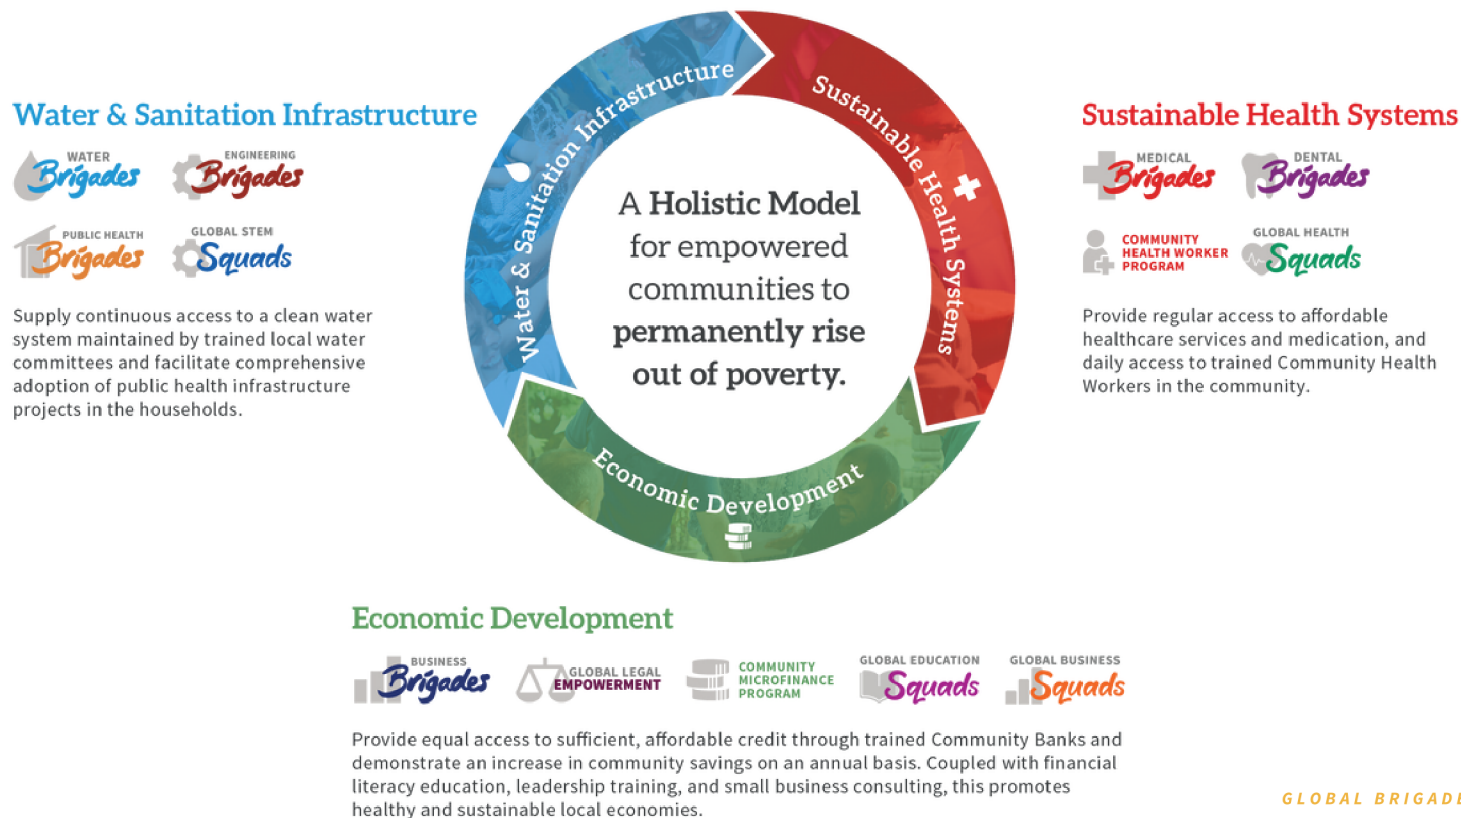 Water & Sanitation Infrastructure
WATER
Brigades
ENGINEERING
Brigades
PUBLIC HEALTH
Brigades
GLOBAL STEM
Squads
Supply continuous access to a clean water
system maintained by trained local water
committees and facilitate comprehensive
adoption of public health infrastructure
projects in the households.
Water & Sanitation Infrastructure
Sustainable Health Systems
Economic Development
A Holistic Model
for empowered
communities to
permanently rise
out of poverty.
Sustainable Health Systems
MEDICAL
Brigades
DENTAL
Brigades
COMMUNITY
HEALTH WORKER
PROGRAM
GLOBAL HEALTH
Squads
Provide regular access to affordable
healthcare services and medication, and
daily access to trained Community Health
Workers in the community.
Economic Development
BUSINESS
Brigades
GLOBAL LEGAL
EMPOWERMENT
COMMUNITY
MICROFINANCE
PROGRAM
GLOBAL EDUCATION
Squads
GLOBAL BUSINESS
Squads
Provide equal access to sufficient, affordable credit through trained Community Banks and
demonstrate an increase in community savings on an annual basis. Coupled with financial
literacy education, leadership training, and small business consulting, this promotes
healthy and sustainable local economies.
GLOBAL BRIGADE